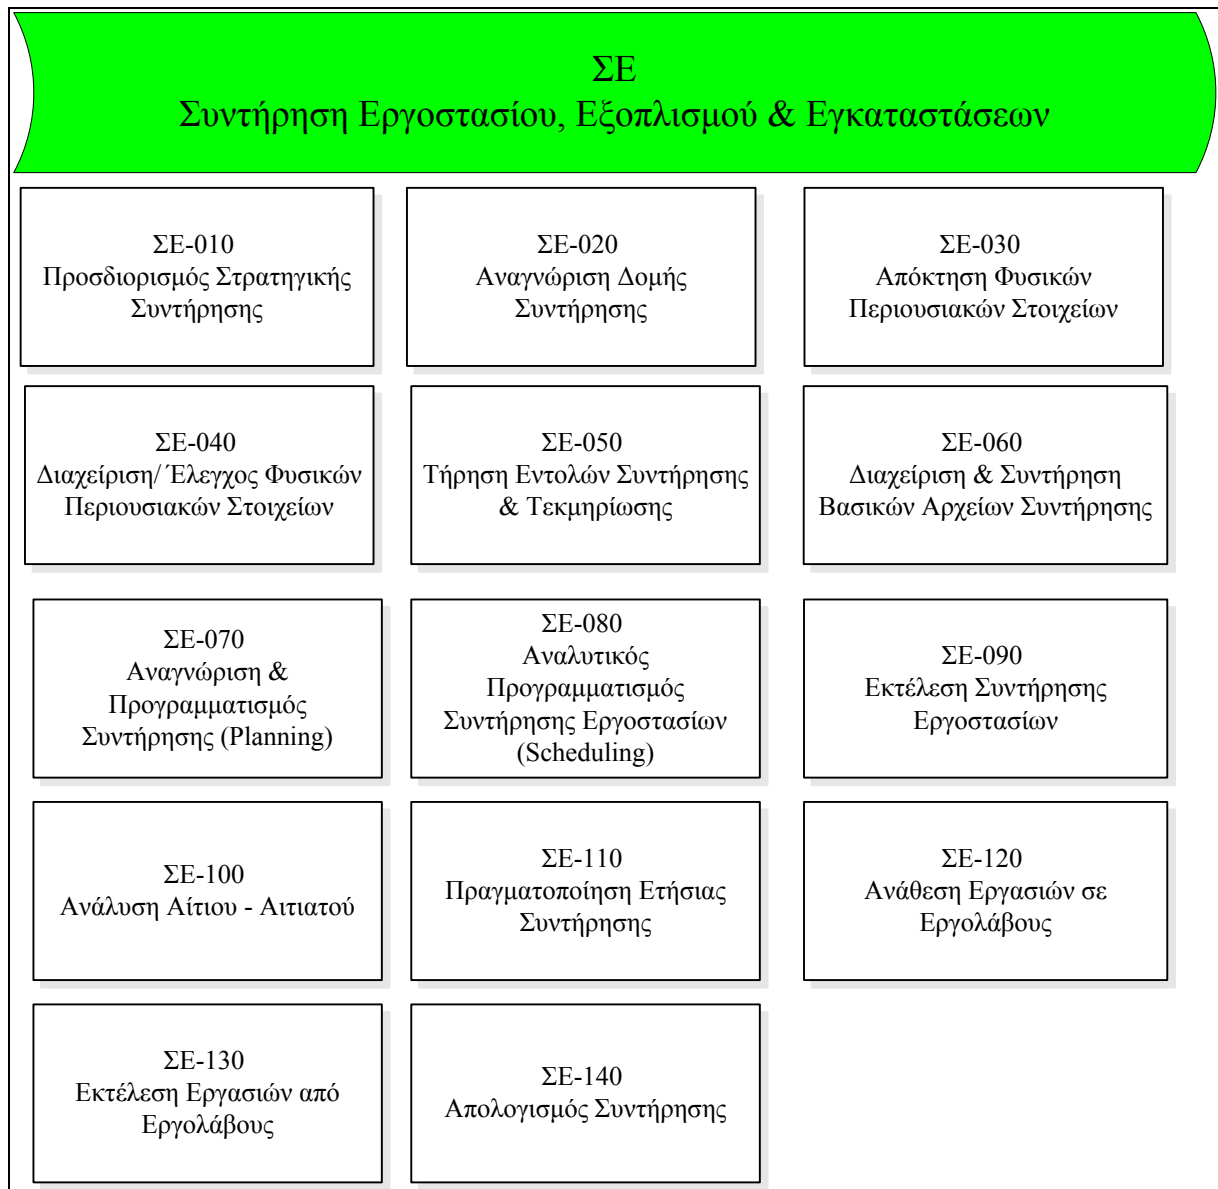 ΣΕ
Συντήρηση Εργοστασίου, Εξοπλισμού & Εγκαταστάσεων
ΣΕ-010
Προσδιορισμός Στρατηγικής
Συντήρησης
ΣΕ-020
Αναγνώριση Δομής
Συντήρησης
ΣΕ-030
Απόκτηση Φυσικών
Περιουσιακών Στοιχείων
ΣΕ-040
Διαχείριση/ Έλεγχος Φυσικών
Περιουσιακών Στοιχείων
ΣΕ-050
Τήρηση Εντολών Συντήρησης
& Τεκμηρίωσης
ΣΕ-060
Διαχείριση & Συντήρηση
Βασικών Αρχείων Συντήρησης
ΣΕ-070
Αναγνώριση &
Προγραμματισμός
Συντήρησης (Planning)
ΣΕ-080
Αναλυτικός
Προγραμματισμός
Συντήρησης Εργοστασίων
(Scheduling)
ΣΕ-090
Εκτέλεση Συντήρησης
Εργοστασίων
ΣΕ-100
Ανάλυση Αίτιου - Αιτιατού
ΣΕ-110
Πραγματοποίηση Ετήσιας
Συντήρησης
ΣΕ-120
Ανάθεση Εργασιών σε
Εργολάβους
ΣΕ-130
Εκτέλεση Εργασιών από
Εργολάβους
ΣΕ-140
Απολογισμός Συντήρησης